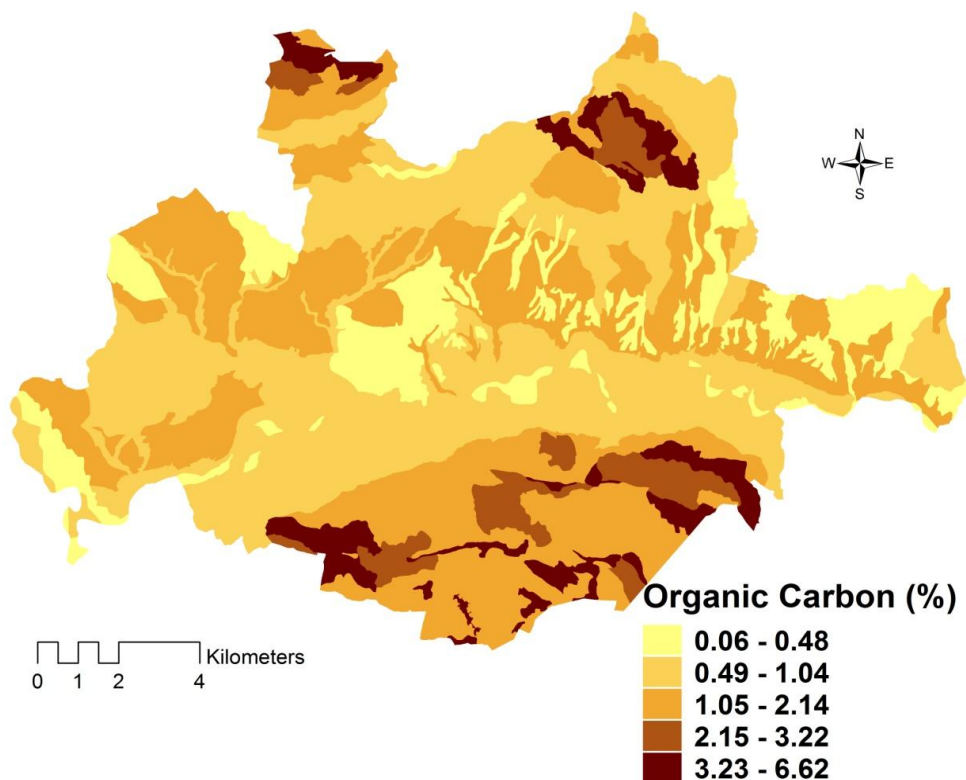 N
W E
S
Organic Carbon (%)
0.06 - 0.48
0.49 - 1.04
1.05 - 2.14
2.15 - 3.22
3.23 - 6.62
Kilometers
0 1 2 4